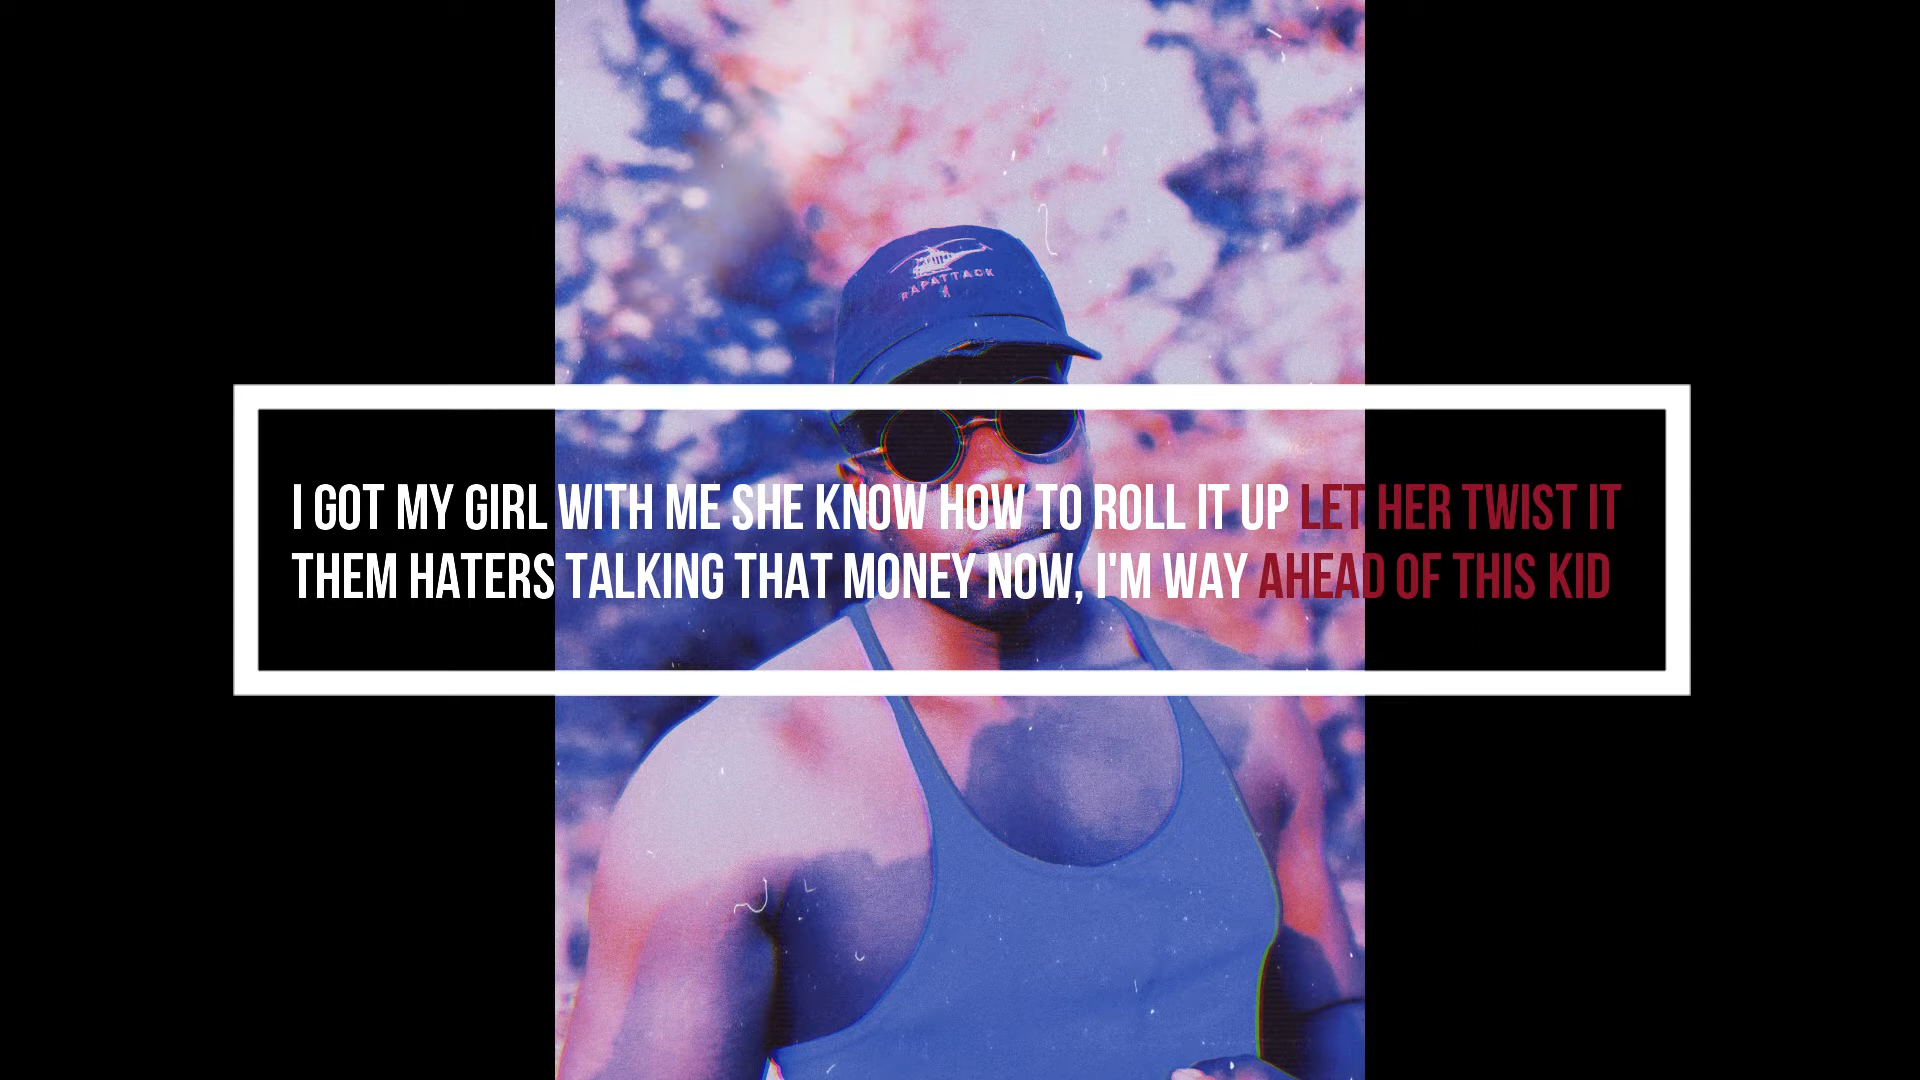 RAPATTACK
I GOT MY GIRL WITH ME SHE KNOW HOW TO ROLL IT UP LET HER TWIST IT
THEM HATERS TALKING THAT MONEY NOW, I'M WAY AHEAD OF THIS KID